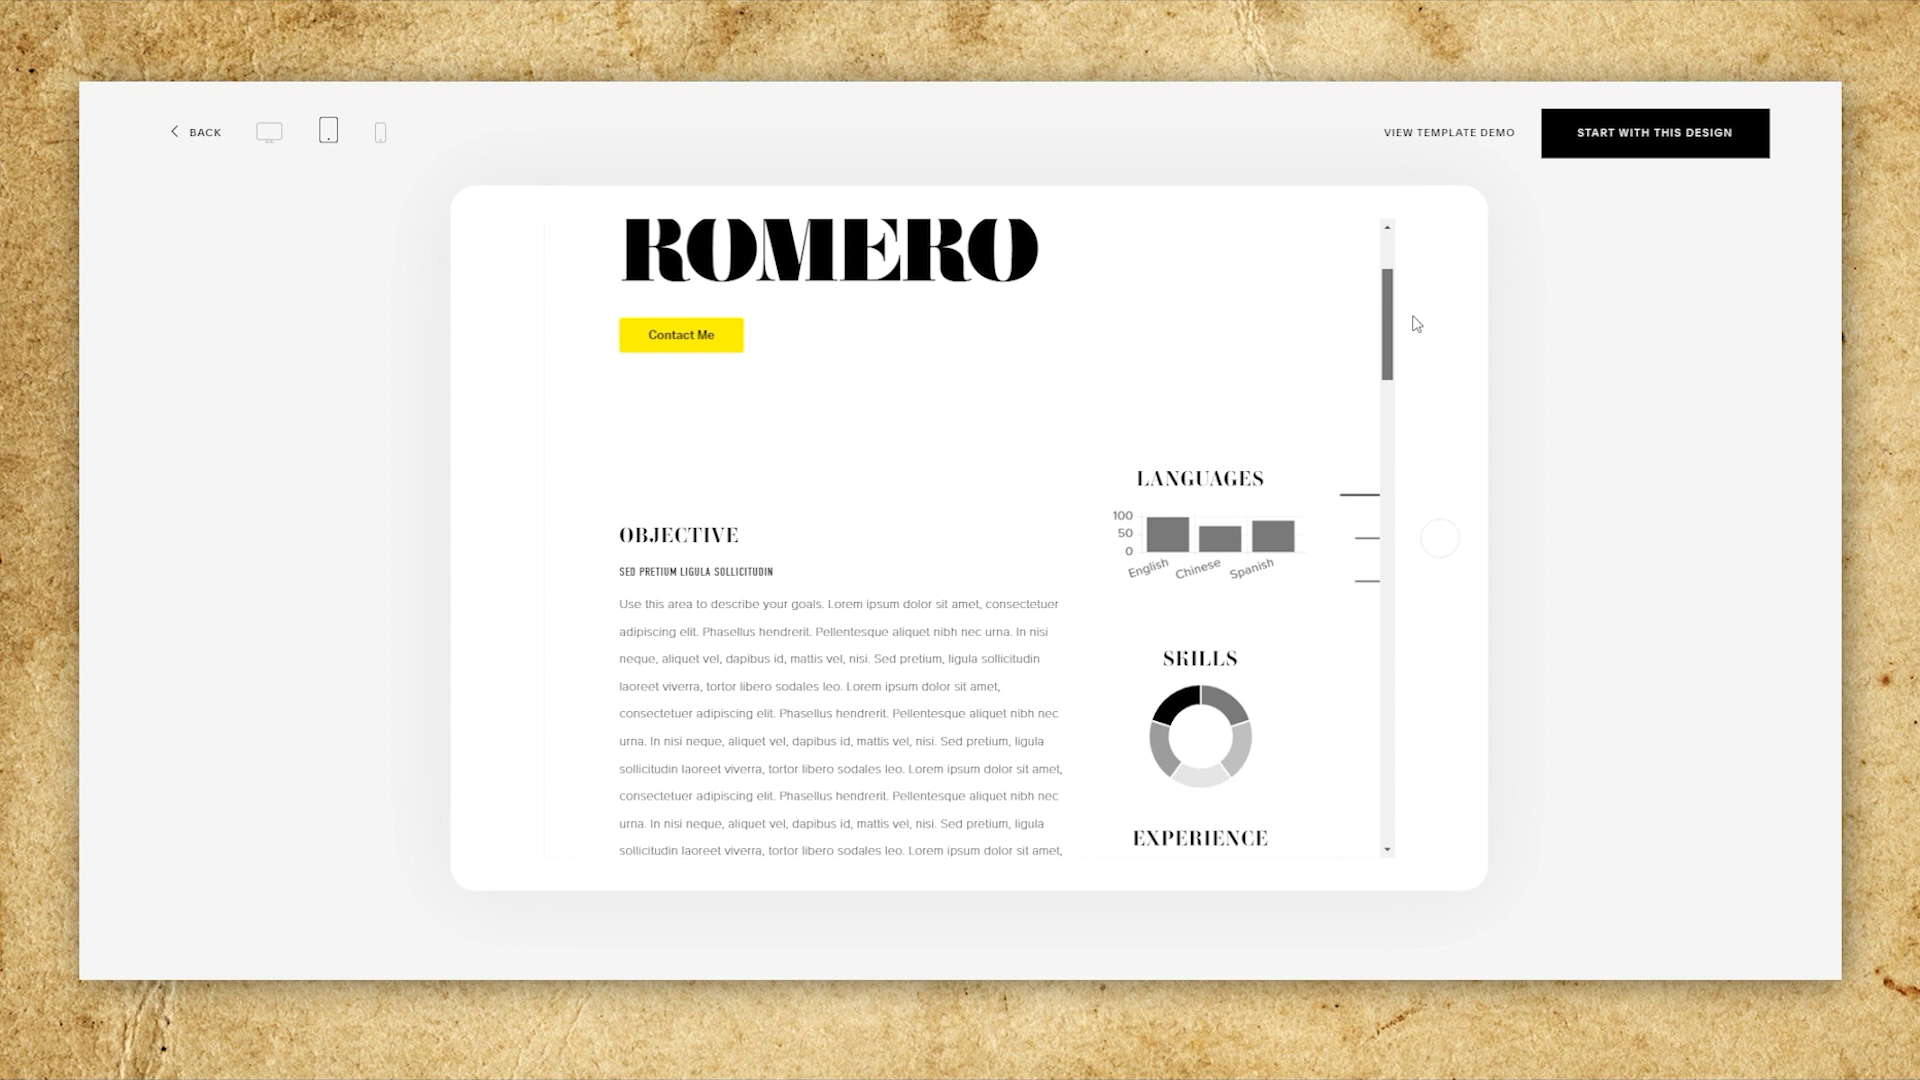 BACK
VIEW TEMPLATE DEMO
START WITH THIS DESIGN
ROMERO
Contact Me
LANGUAGES
100
50
0
English
Chinese
Spanish
OBJECTIVE
SED PRETIUM LIGULA SOLLICITUDIN
Use this area to describe your goals. Lorem ipsum dolor sit amet, consectetuer
adipiscing elit. Phasellus hendrerit. Pellentesque aliquet nibh nec urna. In nisi
neque, aliquet vel, dapibus id, mattis vel, nisi. Sed pretium, ligula sollicitudin
laoreet viverra, tortor libero sodales leo. Lorem ipsum dolor sit amet,
consectetuer adipiscing elit. Phasellus hendrerit. Pellentesque aliquet nibh nec
urna. In nisi neque, aliquet vel, dapibus id, mattis vel, nisi. Sed pretium, ligula
sollicitudin laoreet viverra, tortor libero sodales leo. Lorem ipsum dolor sit amet,
consectetuer adipiscing elit. Phasellus hendrerit. Pellentesque aliquet nibh nec
urna. In nisi neque, aliquet vel, dapibus id, mattis vel, nisi. Sed pretium, ligula
sollicitudin laoreet viverra, tortor libero sodales leo. Lorem ipsum dolor sit amet,
SKILLS
EXPERIENCE